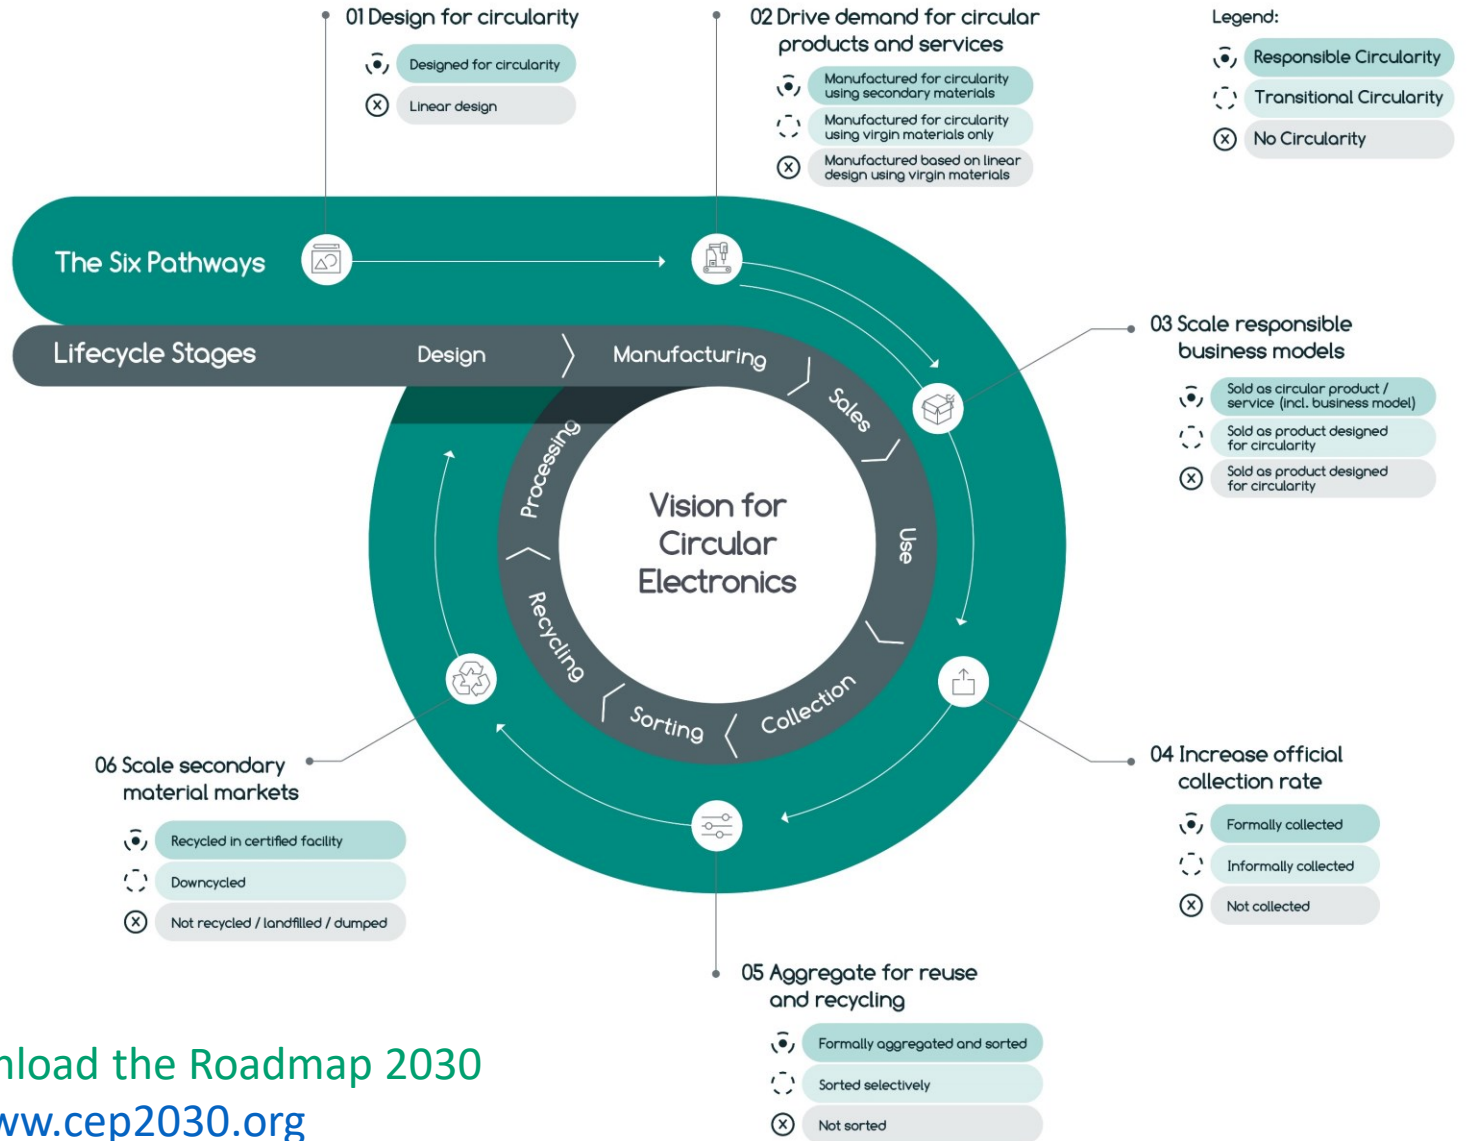 01 Design for circularity
Designed for circularity
Linear design
02 Drive demand for circular
products and services
Manufactured for circularity
using secondary materials
Manufactured for circularity
using virgin materials only
Manufactured based on linear
design using virgin materials
Legend:
Responsible Circularity
Transitional Circularity
No Circularity
The Six Pathways
Lifecycle Stages
Design
Manufacturing
Sales
Use
Collection
Sorting
Recycling
Processing
Vision for
Circular
Electronics
03 Scale responsible
business models
Sold as circular product /
service (incl. business model)
Sold as product designed
for circularity
Sold as product designed
for circularity
04 Increase official
collection rate
Formally collected
Informally collected
Not collected
05 Aggregate for reuse
and recycling
Formally aggregated and sorted
Sorted selectively
Not sorted
06 Scale secondary
material markets
Recycled in certified facility
Downcycled
Not recycled / landfilled / dumped
nload the Roadmap 2030
ww.cep2030.org